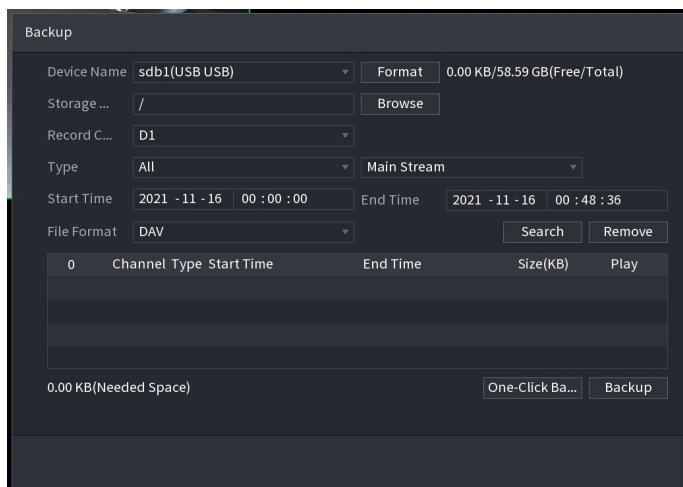 Backup
Device Name sdb1(USB USB) Format 0.00 KB/58.59 GB(Free/Total)
Storage ... / Browse
Record C... D1
Type All Main Stream
Start Time 2021 -11 -16 00 : 00 : 00 End Time 2021 -11 -16 00 : 48 : 36
File Format DAV Search Remove
0 Channel Type Start Time End Time Size(KB) Play
0.00 KB(Needed Space) One-Click Ba... Backup